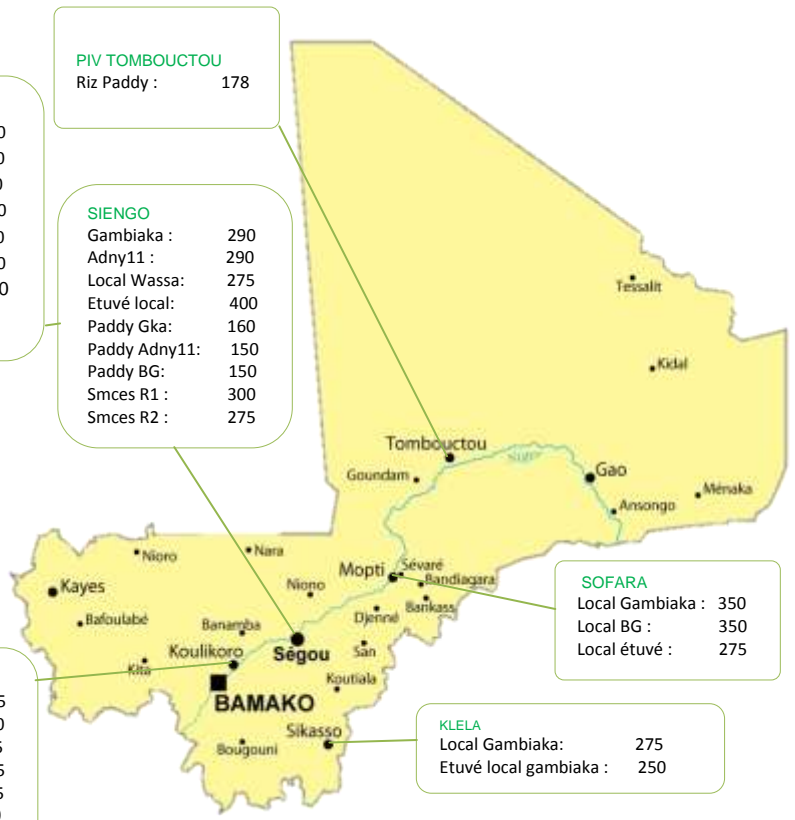 PIV TOMBOUCTOU
Riz Paddy : 178
SIENGO
Gambiaka : 290
Adny11 : 290
Local Wassa: 275
Etuvé local: 400
Paddy Gka: 160
Paddy Adny11: 150
Paddy BG: 150
Smces R1 : 300
Smces R2 : 275
Tessalit
Kidal
Tombouctou
Goundam
Gao
Ménaka
Ansongo
Nioro
Nara
Mopti
Sévaré
Bandiagara
Kayes
Niono
Bankass
Djenné
Bafoulabé
Banamba
Ségou
San
Koulikoro
Kita
Koutiala
BAMAKO
Sikasso
Bougouni
SOFARA
Local Gambiaka : 350
Local BG : 350
Local étuvé : 275
KLELA
Local Gambiaka: 275
Etuvé local gambiaka : 250